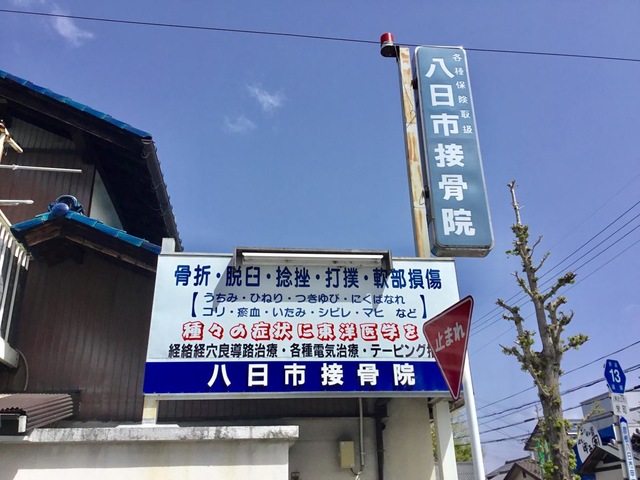 各種保険取扱
八日市接骨院
骨折・脱臼・捻挫・打撲・軟部損傷
【うちみ・ひねり・つきゆび・にくばなれ
コリ・瘀血・いたみ・シビレ・マヒ など】
種々の症状に東洋医学を
経絡経穴良導路治療・各種電気治療・テーピング
八日市接骨院
止まれ
13